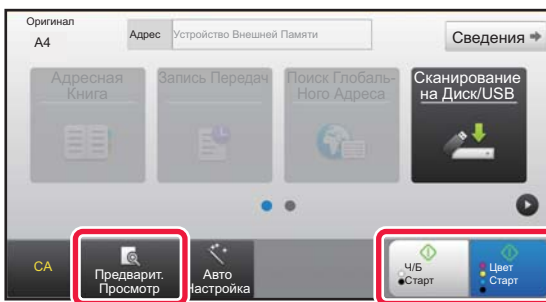 Оригинал
A4
Адрес
Устройство Внешней Памяти
Сведения
Адресная
Книга
Запись Передач
Поиск Глобаль-
Ного Адреса
Сканирование
на Диск/USB
CA
Предварит.
Просмотр
Авто
Настройка
Ч/Б
Старт
Цвет
Старт